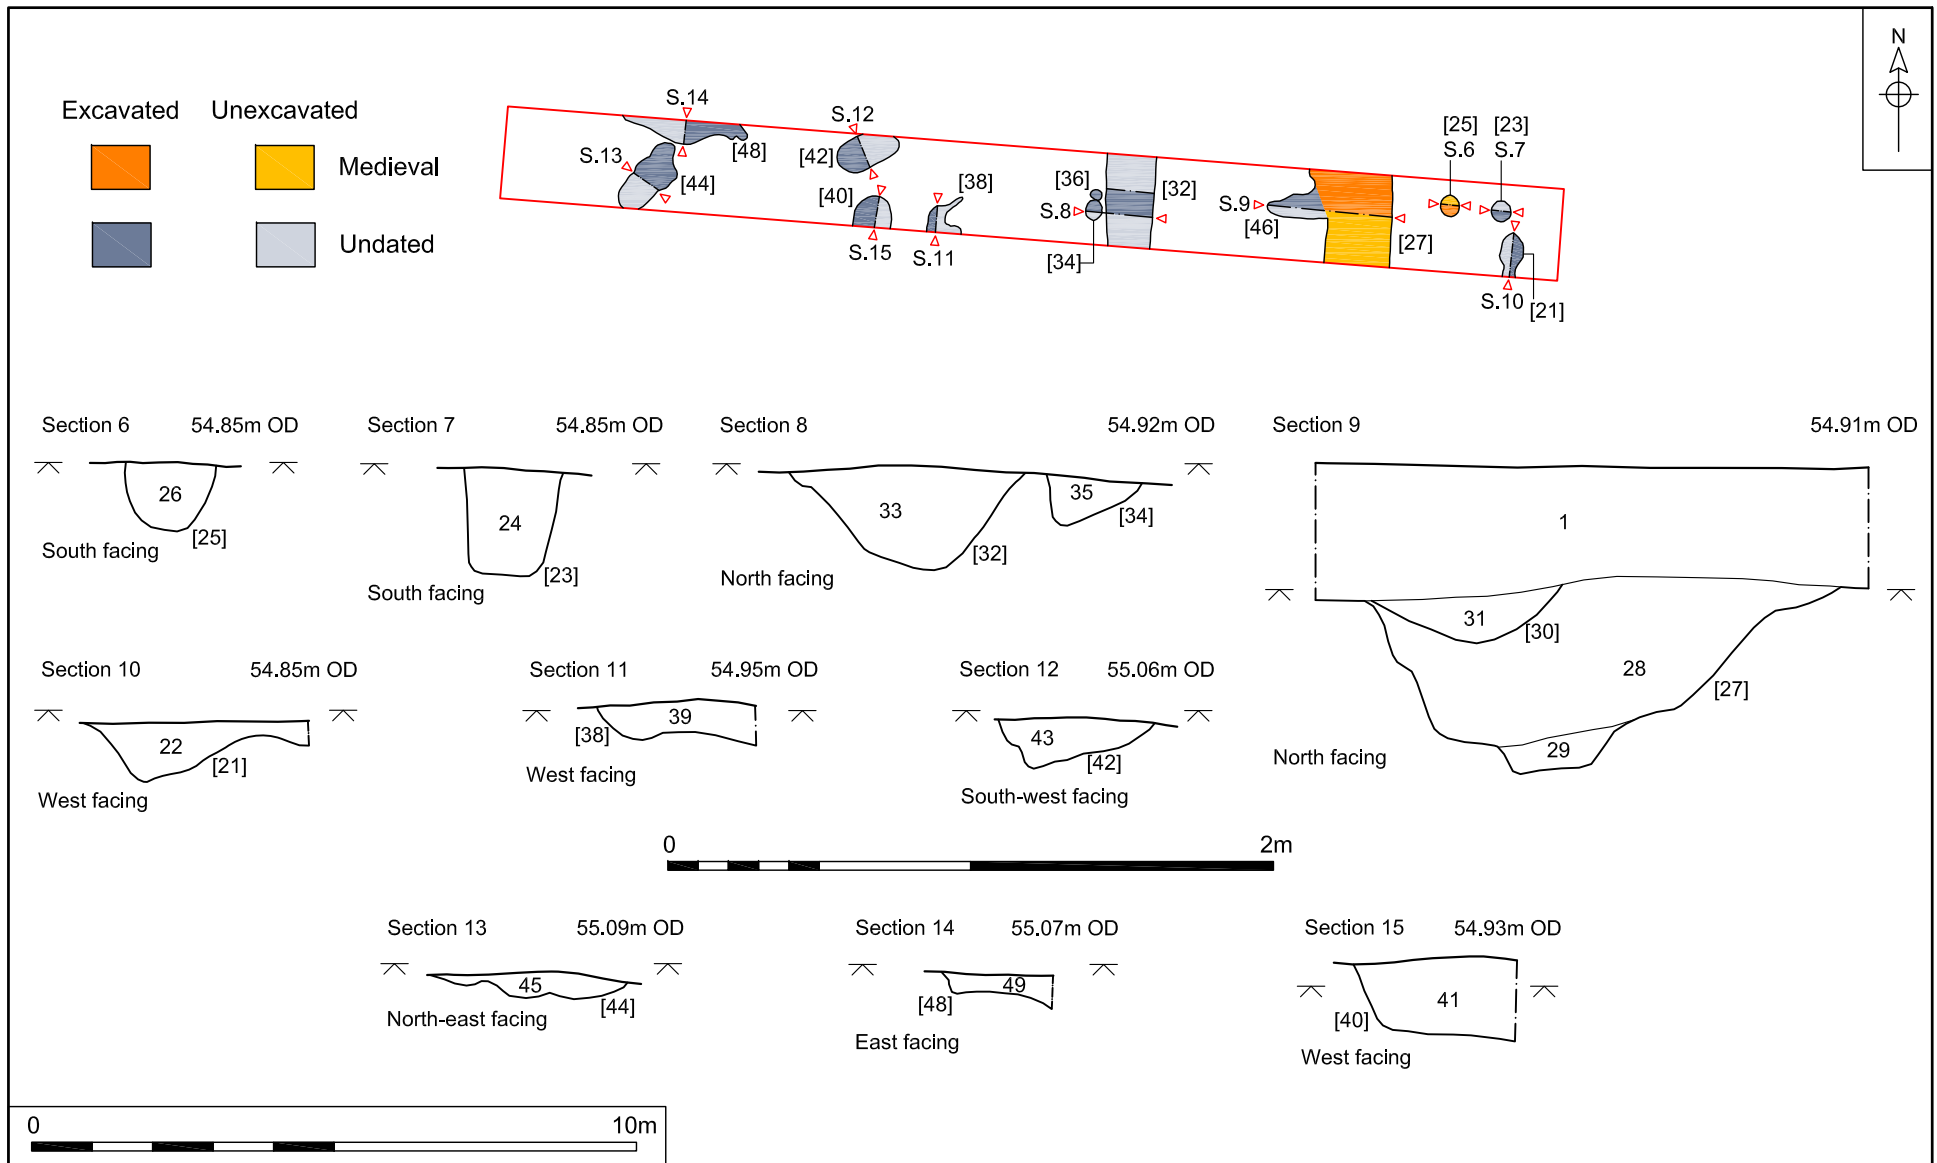 N
Excavated Unexcavated
Medieval
Undated
S.14
S.13
[48]
[44]
S.12
[42]
[40]
S.15
[38]
S.11
[36]
S.8
[34]
[32]
S.9
[46]
[27]
[25]
S.6
[23]
S.7
S.10
[21]
Section 6 54.85m OD
26
[25]
South facing
Section 7 54.85m OD
24
[23]
South facing
Section 8 54.92m OD
33
35
[34]
[32]
North facing
Section 9 54.91m OD
1
31
[30]
28
[27]
29
North facing
Section 10 54.85m OD
22
[21]
West facing
Section 11 54.95m OD
39
[38]
West facing
Section 12 55.06m OD
43
[42]
South-west facing
0 2m
Section 13 55.09m OD
45
[44]
North-east facing
Section 14 55.07m OD
49
[48]
East facing
Section 15 54.93m OD
41
[40]
West facing
0 10m